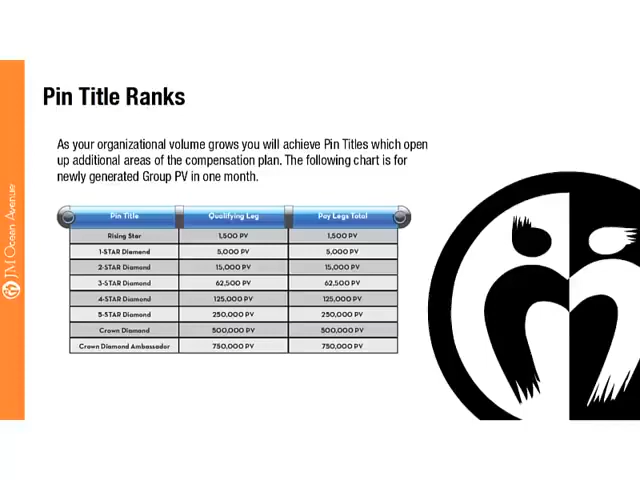 Pin Title Ranks
As your organizational volume grows you will achieve Pin Titles which open
up additional areas of the compensation plan. The following chart is for
newly generated Group PV in one month.
Pin Title Qualifying Leg Pay Legs Total
Rising Star 1,500 PV 1,500 PV
1-STAR Diamond 5,000 PV 5,000 PV
2-STAR Diamond 15,000 PV 15,000 PV
3-STAR Diamond 62,500 PV 62,500 PV
4-STAR Diamond 125,000 PV 125,000 PV
5-STAR Diamond 250,000 PV 250,000 PV
Crown Diamond 500,000 PV 500,000 PV
Crown Diamond Ambassador 750,000 PV 750,000 PV
JM Ocean Avenue